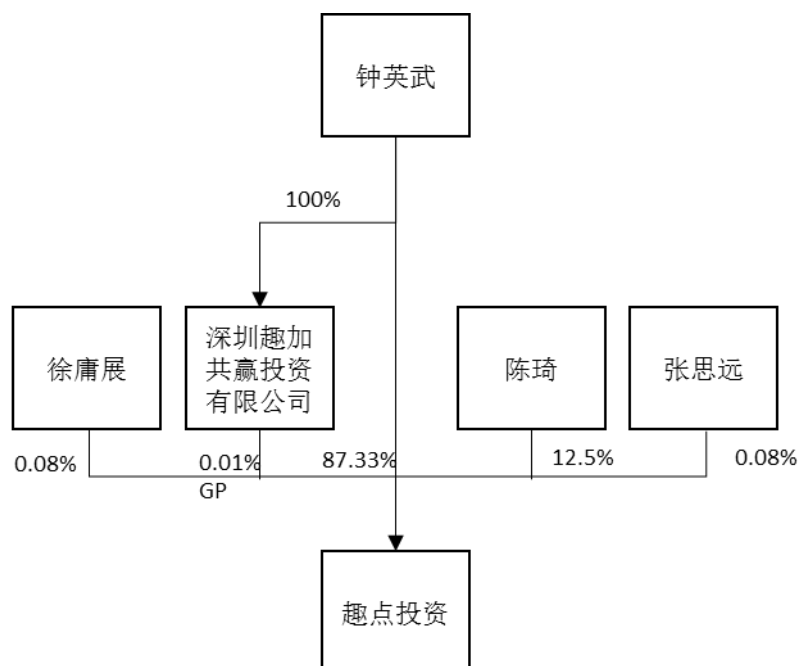 钟英武
100%
徐庸展
深圳趣加
共赢投资
有限公司
陈琦
张思远
0.08%
0.01%
GP
87.33%
12.5%
0.08%
趣点投资